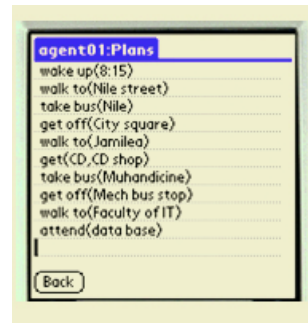 agent01:Plans
wake up(8:15)
walk to(Nile street)
take bus(Nile)
get off(City square)
walk to(Jamilea)
get(CD,CD shop)
take bus(Muhandicine)
get off(Mech bus stop)
walk to(Faculty of IT)
attend(data base)
Back